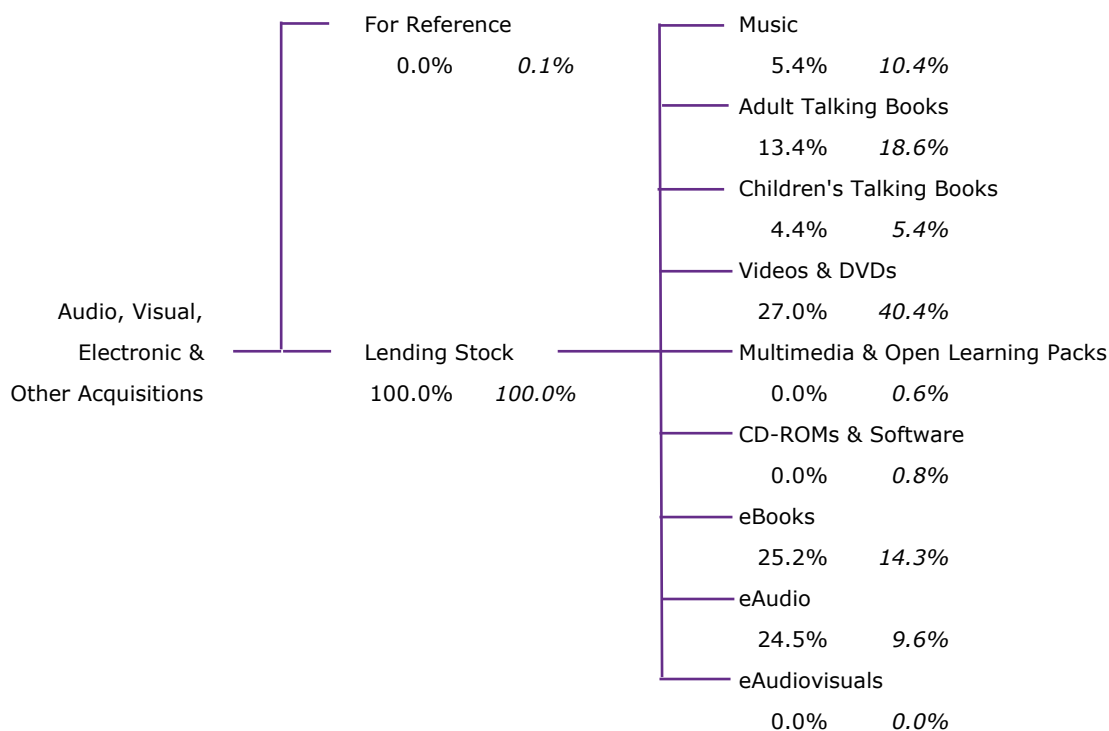 For Reference
0.0% 0.1%
Audio, Visual,
Electronic &
Other Acquisitions
Lending Stock
100.0% 100.0%
Music
5.4% 10.4%
Adult Talking Books
13.4% 18.6%
Children's Talking Books
4.4% 5.4%
Videos & DVDs
27.0% 40.4%
Multimedia & Open Learning Packs
0.0% 0.6%
CD-ROMs & Software
0.0% 0.8%
eBooks
25.2% 14.3%
eAudio
24.5% 9.6%
eAudiovisuals
0.0% 0.0%